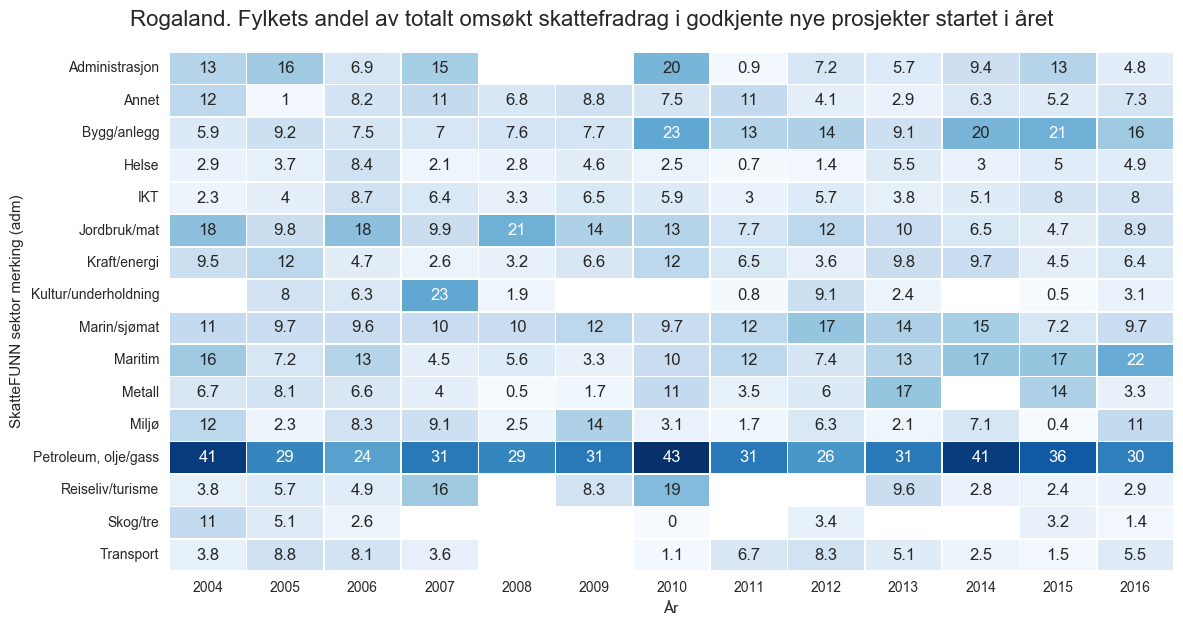 Rogaland. Fylkets andel av totalt omsøkt skattefradrag i godkjente nye prosjekter startet i året
SkatteFUNN sektor merking (adm)
Administrasjon 13 16 6.9 15 20 0.9 7.2 5.7 9.4 13 4.8
Annet 12 1 8.2 11 6.8 8.8 7.5 11 4.1 2.9 6.3 5.2 7.3
Bygg/anlegg 5.9 9.2 7.5 7 7.6 7.7 23 13 14 9.1 20 21 16
Helse 2.9 3.7 8.4 2.1 2.8 4.6 2.5 0.7 1.4 5.5 3 5 4.9
IKT 2.3 4 8.7 6.4 3.3 6.5 5.9 3 5.7 3.8 5.1 8 8
Jordbruk/mat 18 9.8 18 9.9 21 14 13 7.7 12 10 6.5 4.7 8.9
Kraft/energi 9.5 12 4.7 2.6 3.2 6.6 12 6.5 3.6 9.8 9.7 4.5 6.4
Kultur/underholdning 8 6.3 23 1.9 0.8 9.1 2.4 0.5 3.1
Marin/sjømat 11 9.7 9.6 10 10 12 9.7 12 17 14 15 7.2 9.7
Maritim 16 7.2 13 4.5 5.6 3.3 10 12 7.4 13 17 17 22
Metall 6.7 8.1 6.6 4 0.5 1.7 11 3.5 6 17 14 3.3
Miljø 12 2.3 8.3 9.1 2.5 14 3.1 1.7 6.3 2.1 7.1 0.4 11
Petroleum, olje/gass 41 29 24 31 29 31 43 31 26 31 41 36 30
Reiseliv/turisme 3.8 5.7 4.9 16 8.3 19 9.6 2.8 2.4 2.9
Skog/tre 11 5.1 2.6 0 3.4 3.2 1.4
Transport 3.8 8.8 8.1 3.6 1.1 6.7 8.3 5.1 2.5 1.5 5.5
2004 2005 2006 2007 2008 2009 2010 2011 2012 2013 2014 2015 2016
År